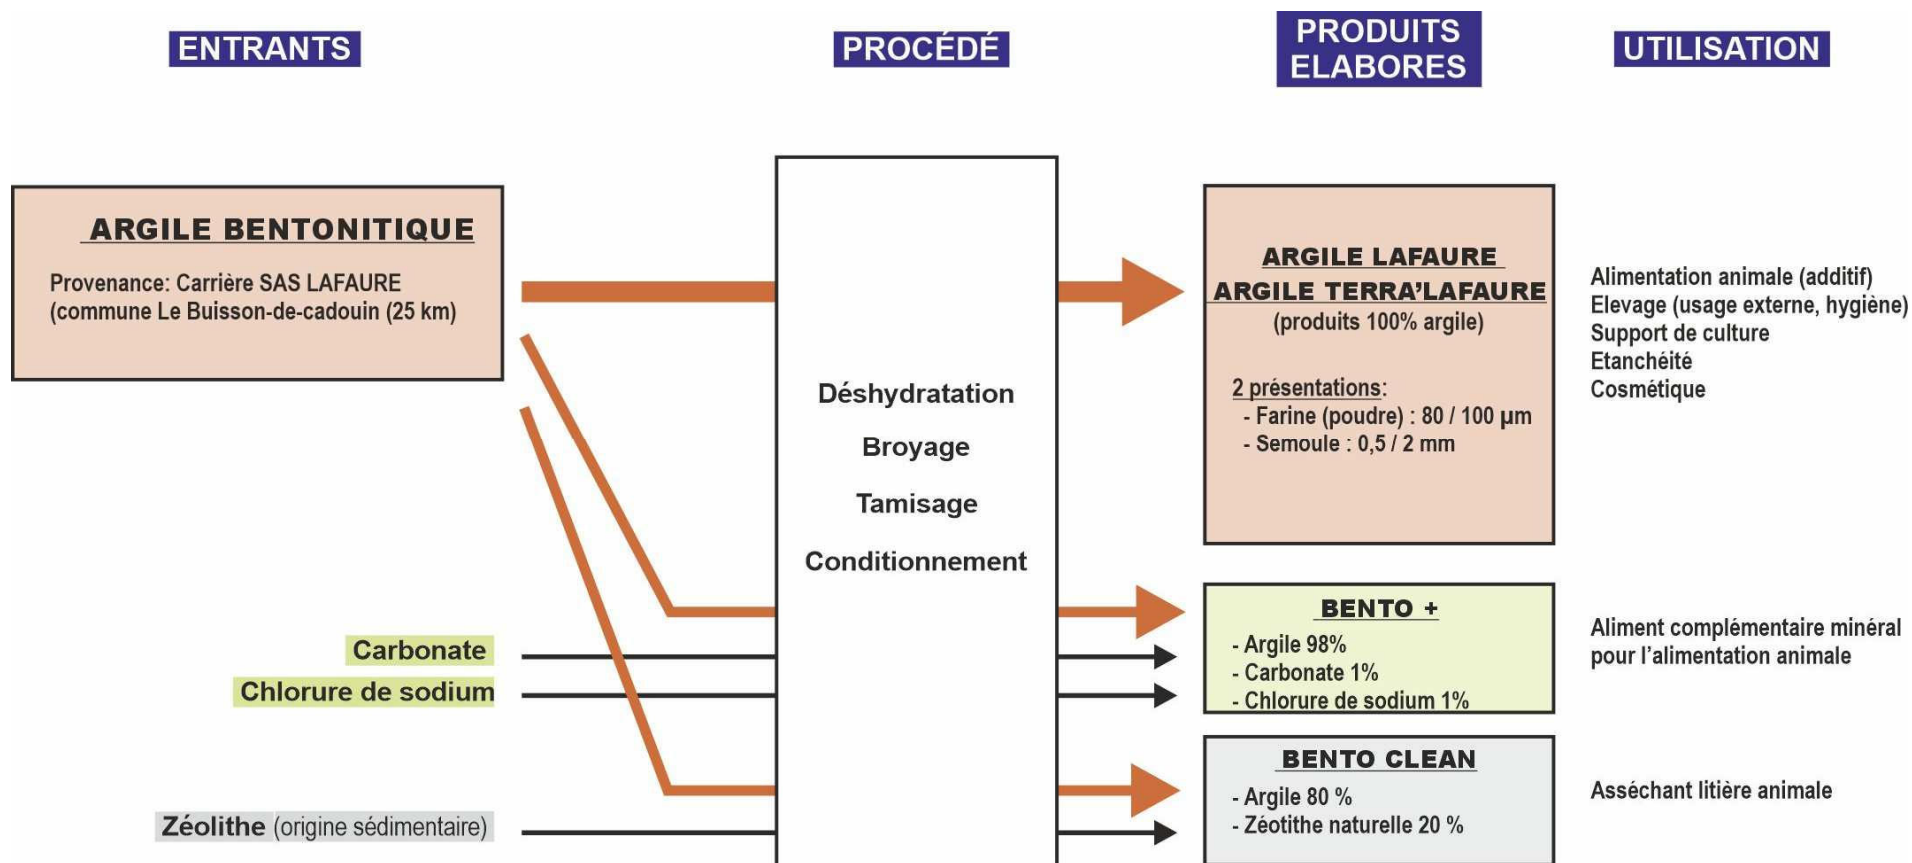 ENTRANTS
PROCÉDÉ
PRODUITS
ELABORES
UTILISATION
ARGILE BENTONITIQUE
Provenance: Carrière SAS LAFAURE
(commune Le Buisson-de-cadouin (25 km)
Carbonate
Chlorure de sodium
Zéolithe (origine sédimentaire)
Déshydratation
Broyage
Tamisage
Conditionnement
ARGILE LAFAURE
ARGILE TERRA’LAFAURE
(produits 100% argile)
2 présentations:
- Farine (poudre) : 80 / 100 µm
- Semoule : 0,5 / 2 mm
BENTO +
- Argile 98%
- Carbonate 1%
- Chlorure de sodium 1%
BENTO CLEAN
- Argile 80 %
- Zéotithe naturelle 20 %
Alimentation animale (additif)
Elevage (usage externe, hygiène)
Support de culture
Etanchéité
Cosmétique
Aliment complémentaire minéral
pour l’alimentation animale
Asséchant litière animale